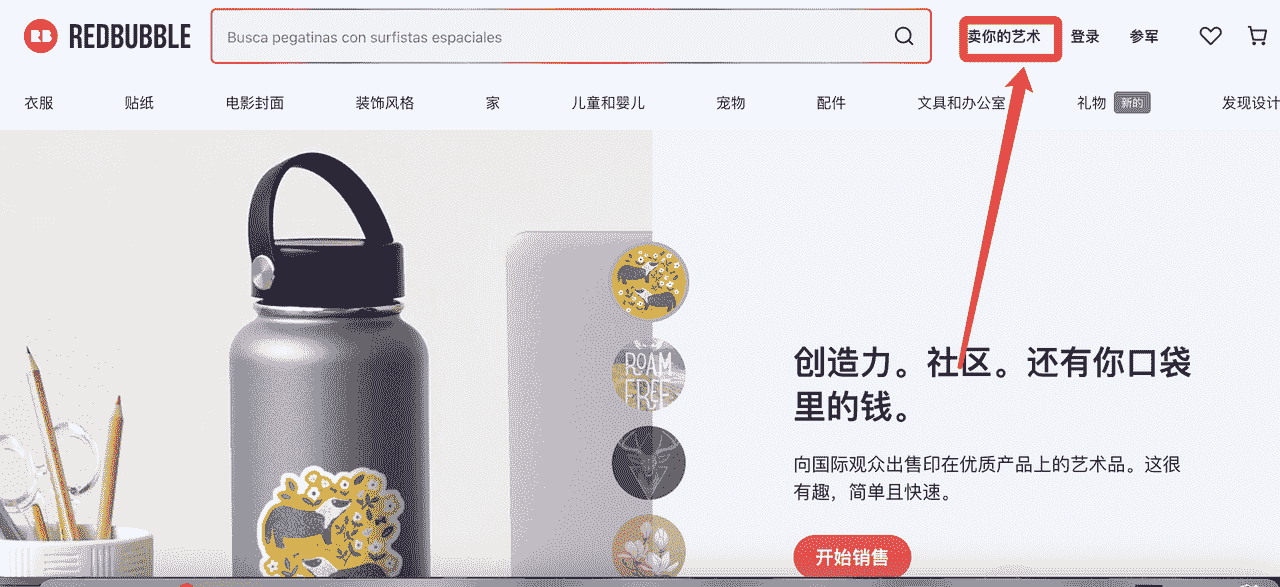 RB REDBUBBLE
Busca pegatinas con surfistas espaciales
卖你的艺术
登录
参军
衣服
贴纸
电影封面
装饰风格
家
儿童和婴儿
宠物
配件
文具和办公室
礼物
新的
发现设计
ROAM
FREE
创造力。社区。还有你口袋
里的钱。
向国际观众出售印在优质产品上的艺术品。这很
有趣，简单且快速。
开始销售